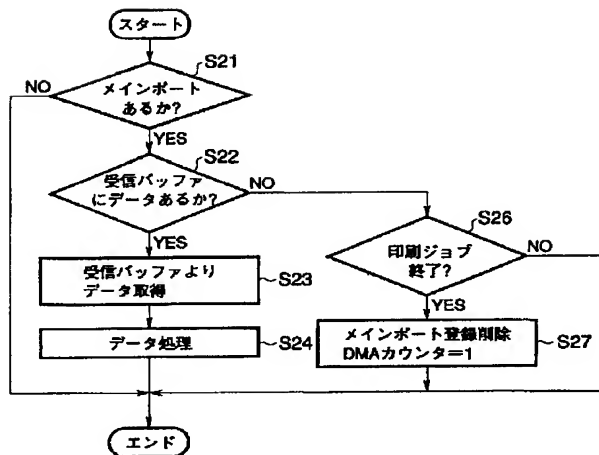 スタート
S21
メインポート
あるか?
NO
YES
S22
受信バッファ
にデータあるか?
NO
YES
S26
印刷ジョブ
終了?
NO
YES
受信バッファより
データ取得
S23
データ処理
S24
メインポート登録削除
DMAカウンタ=1
S27
エンド